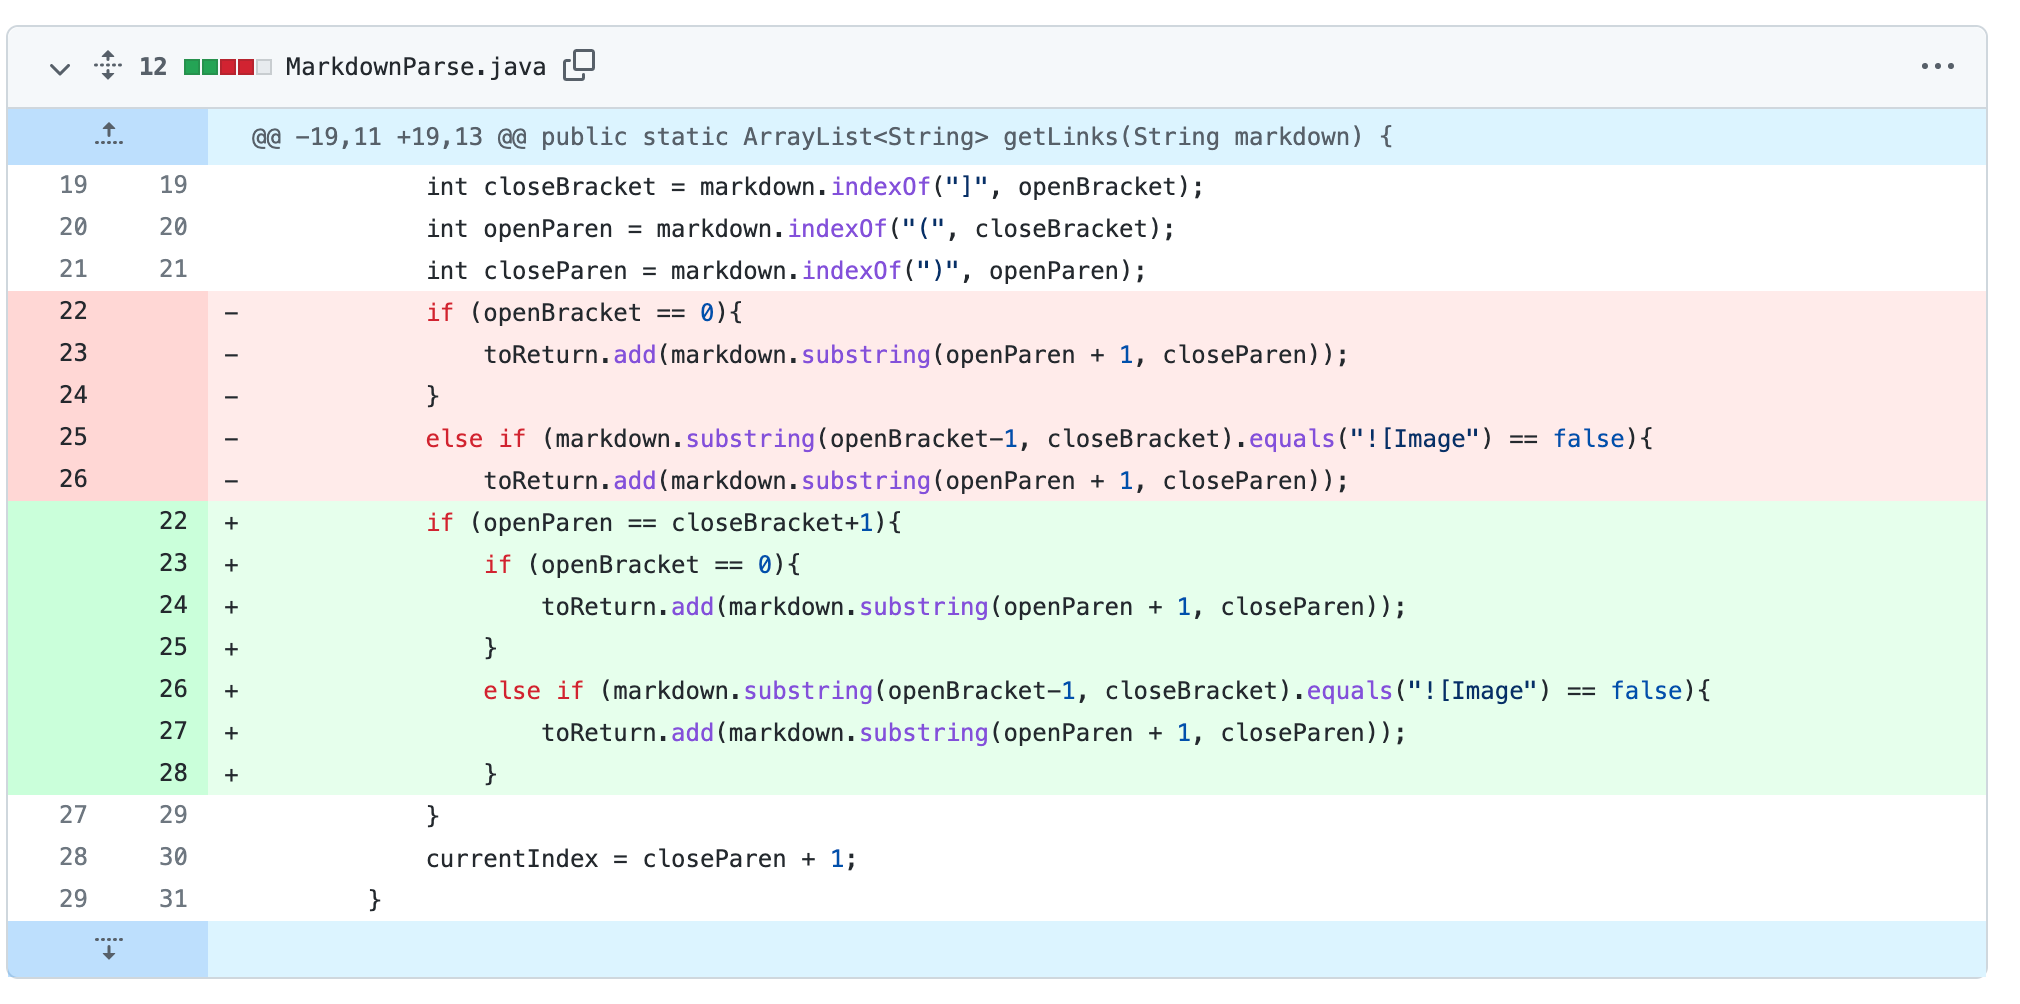 12 MarkdownParse.java
@@ -19,11 +19,13 @@ public static ArrayList<String> getLinks(String markdown) {
19 19 int closeBracket = markdown.indexOf("]", openBracket);
20 20 int openParen = markdown.indexOf("(", closeBracket);
21 21 int closeParen = markdown.indexOf(")", openParen);
22 - if (openBracket == 0){
23 - toReturn.add(markdown.substring(openParen + 1, closeParen));
24 - }
25 - else if (markdown.substring(openBracket-1, closeBracket).equals("![Image") == false){
26 - toReturn.add(markdown.substring(openParen + 1, closeParen));
22 + if (openParen == closeBracket+1){
23 + if (openBracket == 0){
24 + toReturn.add(markdown.substring(openParen + 1, closeParen));
25 + }
26 + else if (markdown.substring(openBracket-1, closeBracket).equals("![Image") == false){
27 + toReturn.add(markdown.substring(openParen + 1, closeParen));
28 + }
27 29 }
28 30 currentIndex = closeParen + 1;
29 31 }